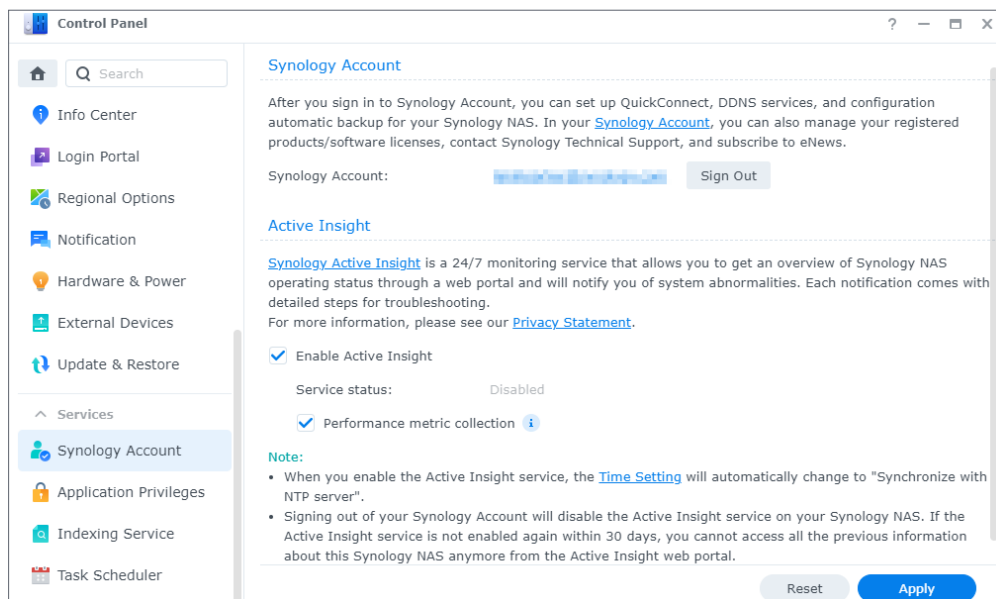 Control Panel
?
Search
Info Center
Login Portal
Regional Options
Notification
Hardware & Power
External Devices
Update & Restore
Services
Synology Account
Application Privileges
Indexing Service
Task Scheduler
Synology Account
After you sign in to Synology Account, you can set up QuickConnect, DDNS services, and configuration
automatic backup for your Synology NAS. In your Synology Account, you can also manage your registered
products/software licenses, contact Synology Technical Support, and subscribe to eNews.
Synology Account:
Sign Out
Active Insight
Synology Active Insight is a 24/7 monitoring service that allows you to get an overview of Synology NAS
operating status through a web portal and will notify you of system abnormalities. Each notification comes with
detailed steps for troubleshooting.
For more information, please see our Privacy Statement.
Enable Active Insight
Service status: Disabled
Performance metric collection i
Note:
• When you enable the Active Insight service, the Time Setting will automatically change to "Synchronize with
NTP server".
• Signing out of your Synology Account will disable the Active Insight service on your Synology NAS. If the
Active Insight service is not enabled again within 30 days, you cannot access all the previous information
about this Synology NAS anymore from the Active Insight web portal.
Reset
Apply